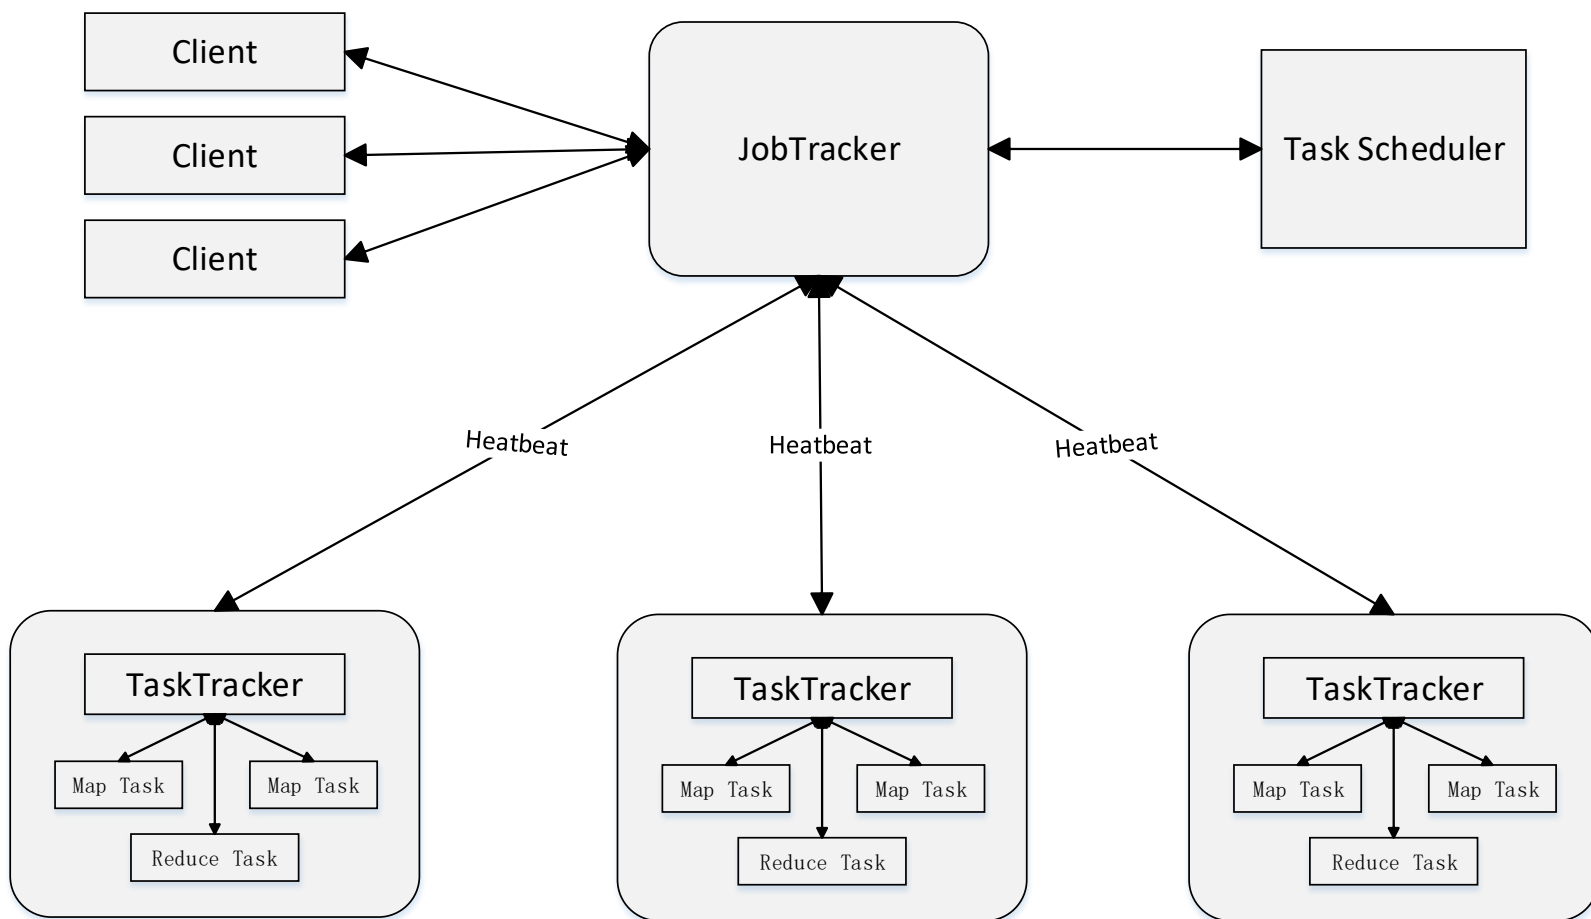 Client
Client
Client
JobTracker
Task Scheduler
Heatbeat
Heatbeat
Heatbeat
TaskTracker
Map Task
Map Task
Reduce Task
TaskTracker
Map Task
Map Task
Reduce Task
TaskTracker
Map Task
Map Task
Reduce Task